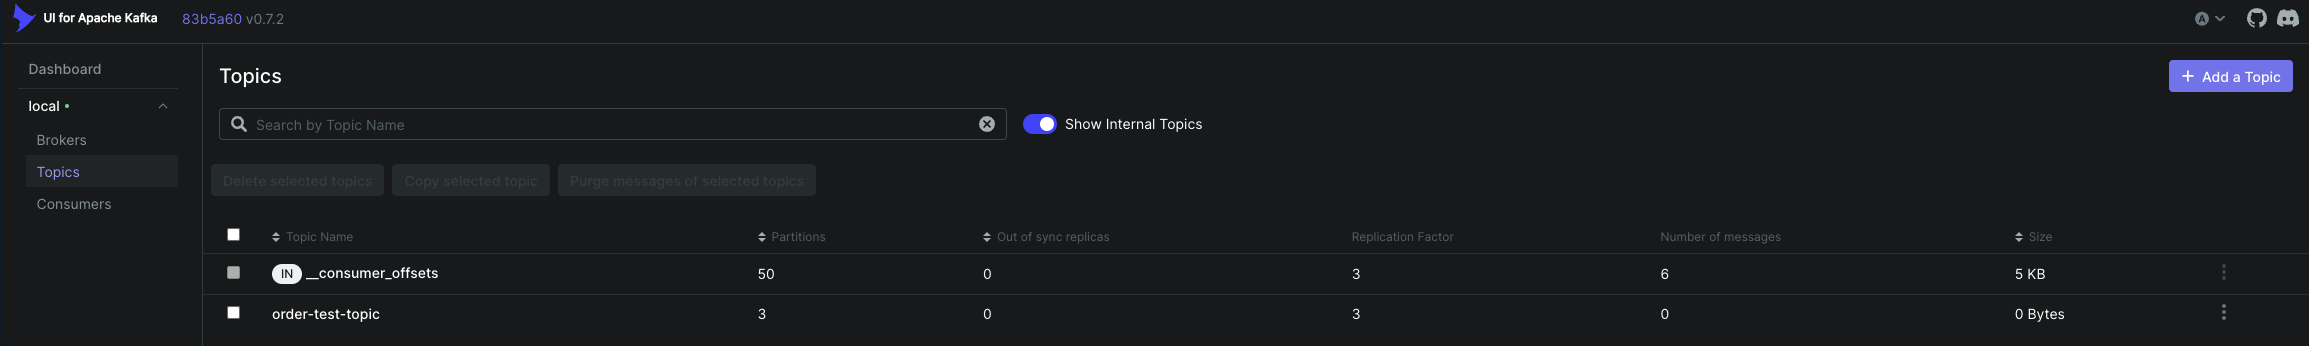 UI for Apache Kafka 83b5a60 v0.7.2 A
Dashboard
local
Brokers
Topics
Consumers
Topics
+ Add a Topic
Search by Topic Name
Show Internal Topics
Delete selected topics Copy selected topic Purge messages of selected topics
Topic Name Partitions Out of sync replicas Replication Factor Number of messages Size
IN __consumer_offsets 50 0 3 6 5 KB
order-test-topic 3 0 3 0 0 Bytes